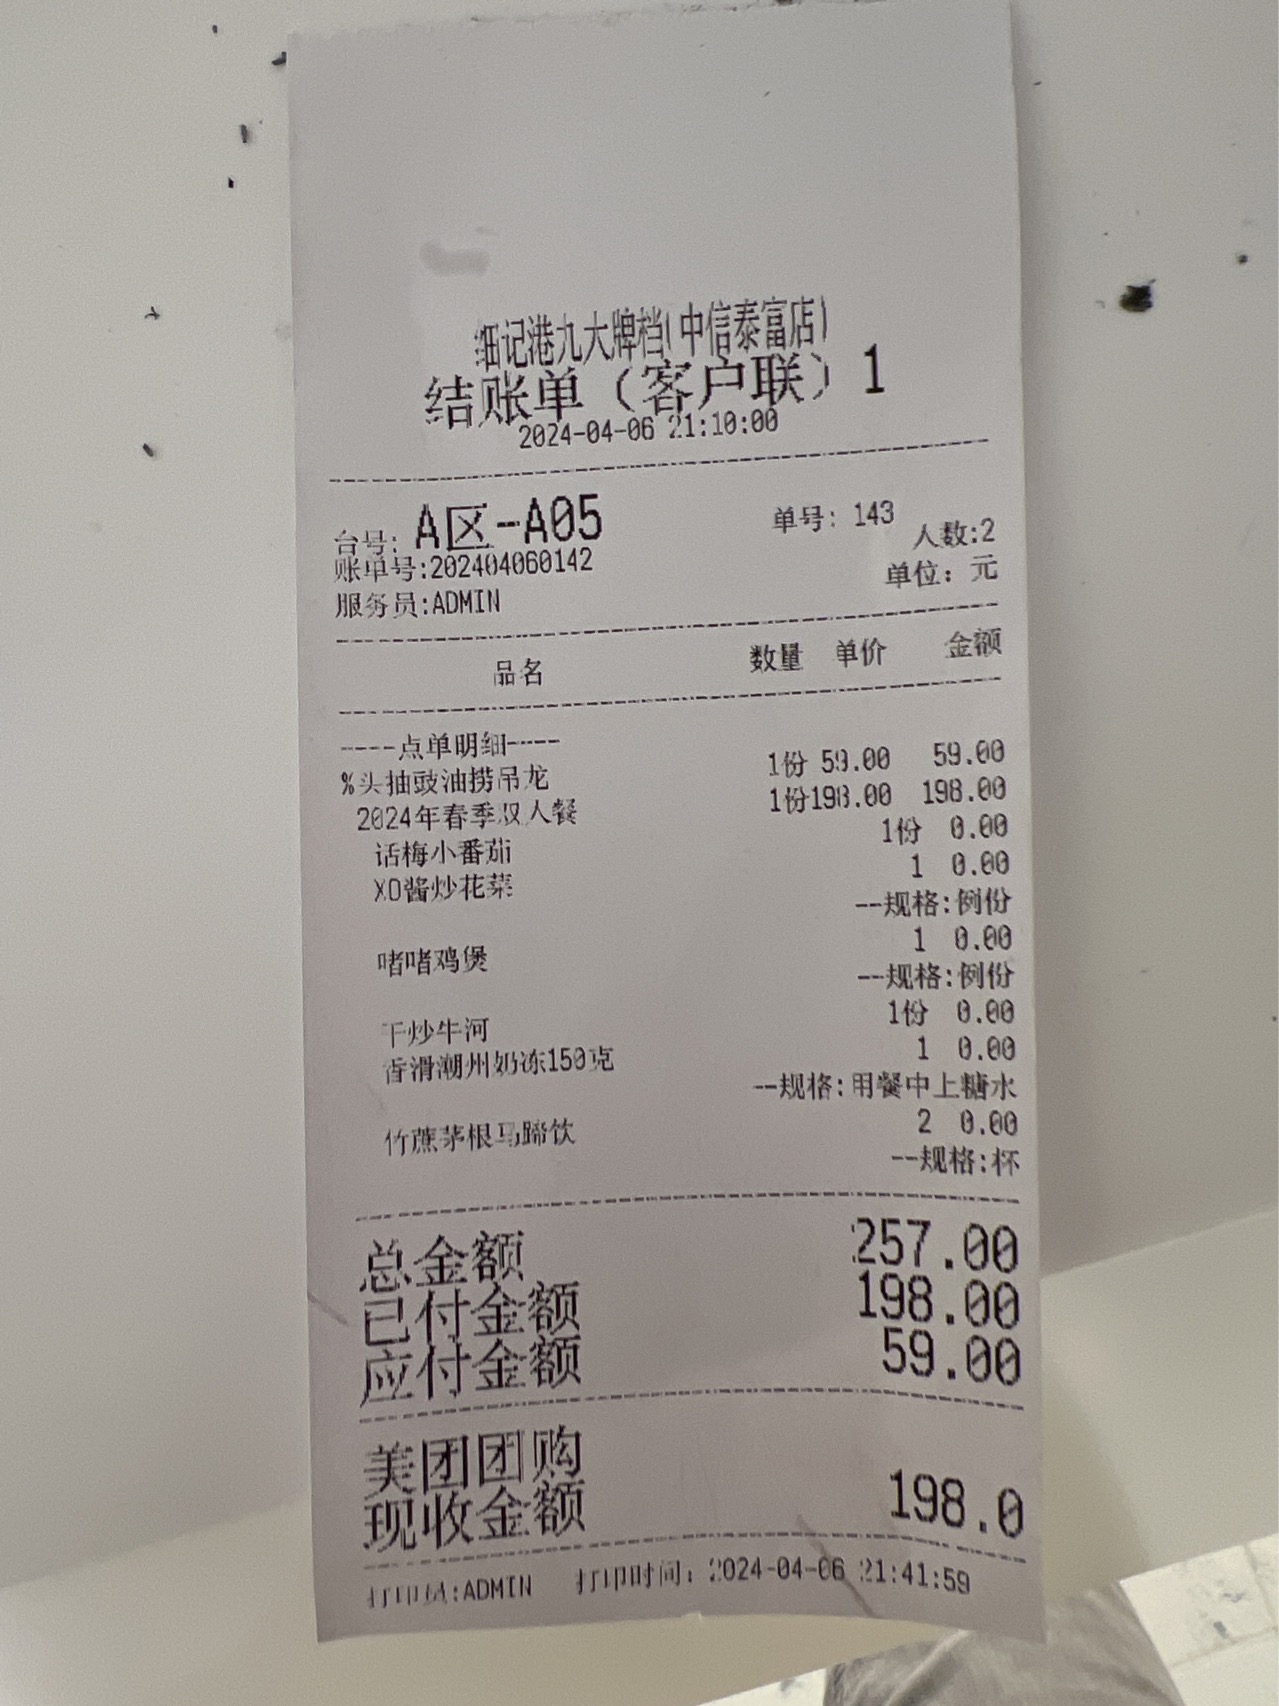 细记港九大牌档(中信泰富店)
结账单（客户联）1
2024-04-06 21:10:00
台号: A区-A05 单号: 143
人数:2
账单号:202404060142
单位: 元
服务员:ADMIN
品名 数量 单价 金额
----点单明细----
%头抽豉油捞吊龙 1份 59.00 59.00
2024年春季双人餐 1份198.00 198.00
话梅小番茄 1份 0.00
XO酱炒花菜 1 0.00
--规格:例份
啫啫鸡煲 1 0.00
--规格:例份
干炒牛河 1份 0.00
香滑潮州奶冻150克 1 0.00
--规格:用餐中上糖水
竹蔗茅根马蹄饮 2 0.00
--规格:杯
总金额 257.00
已付金额 198.00
应付金额 59.00
美团团购
现收金额 198.0
打印员:ADMIN 打印时间: 2024-04-06 21:41:59